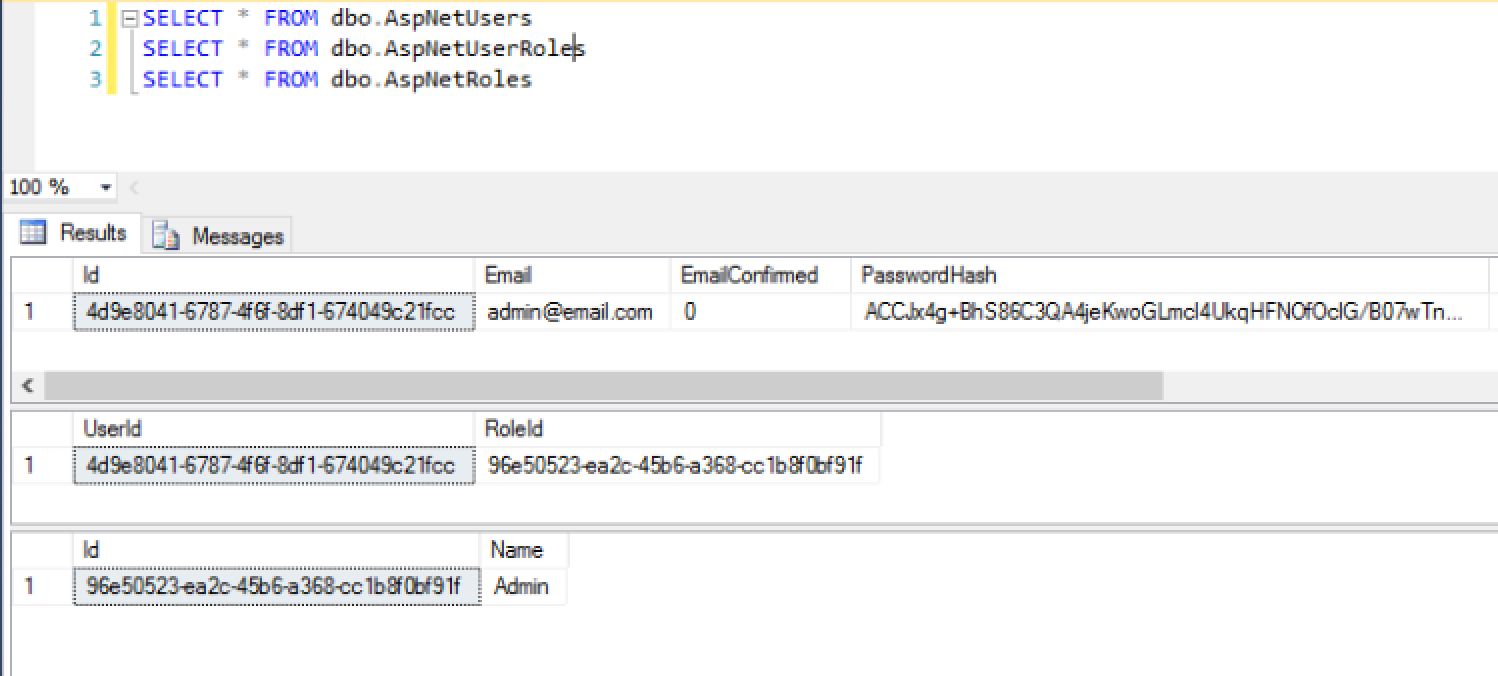 1 SELECT * FROM dbo.AspNetUsers
2 SELECT * FROM dbo.AspNetUserRoles
3 SELECT * FROM dbo.AspNetRoles
100 %
Results Messages
Id Email EmailConfirmed PasswordHash
1 4d9e8041-6787-4f6f-8df1-674049c21fcc admin@email.com 0 ACCJx4g+BhS86C3QA4jeKwoGLmcI4UkqHFNOfOcIG/B07wTn...
UserId RoleId
1 4d9e8041-6787-4f6f-8df1-674049c21fcc 96e50523-ea2c-45b6-a368-cc1b8f0bf91f
Id Name
1 96e50523-ea2c-45b6-a368-cc1b8f0bf91f Admin